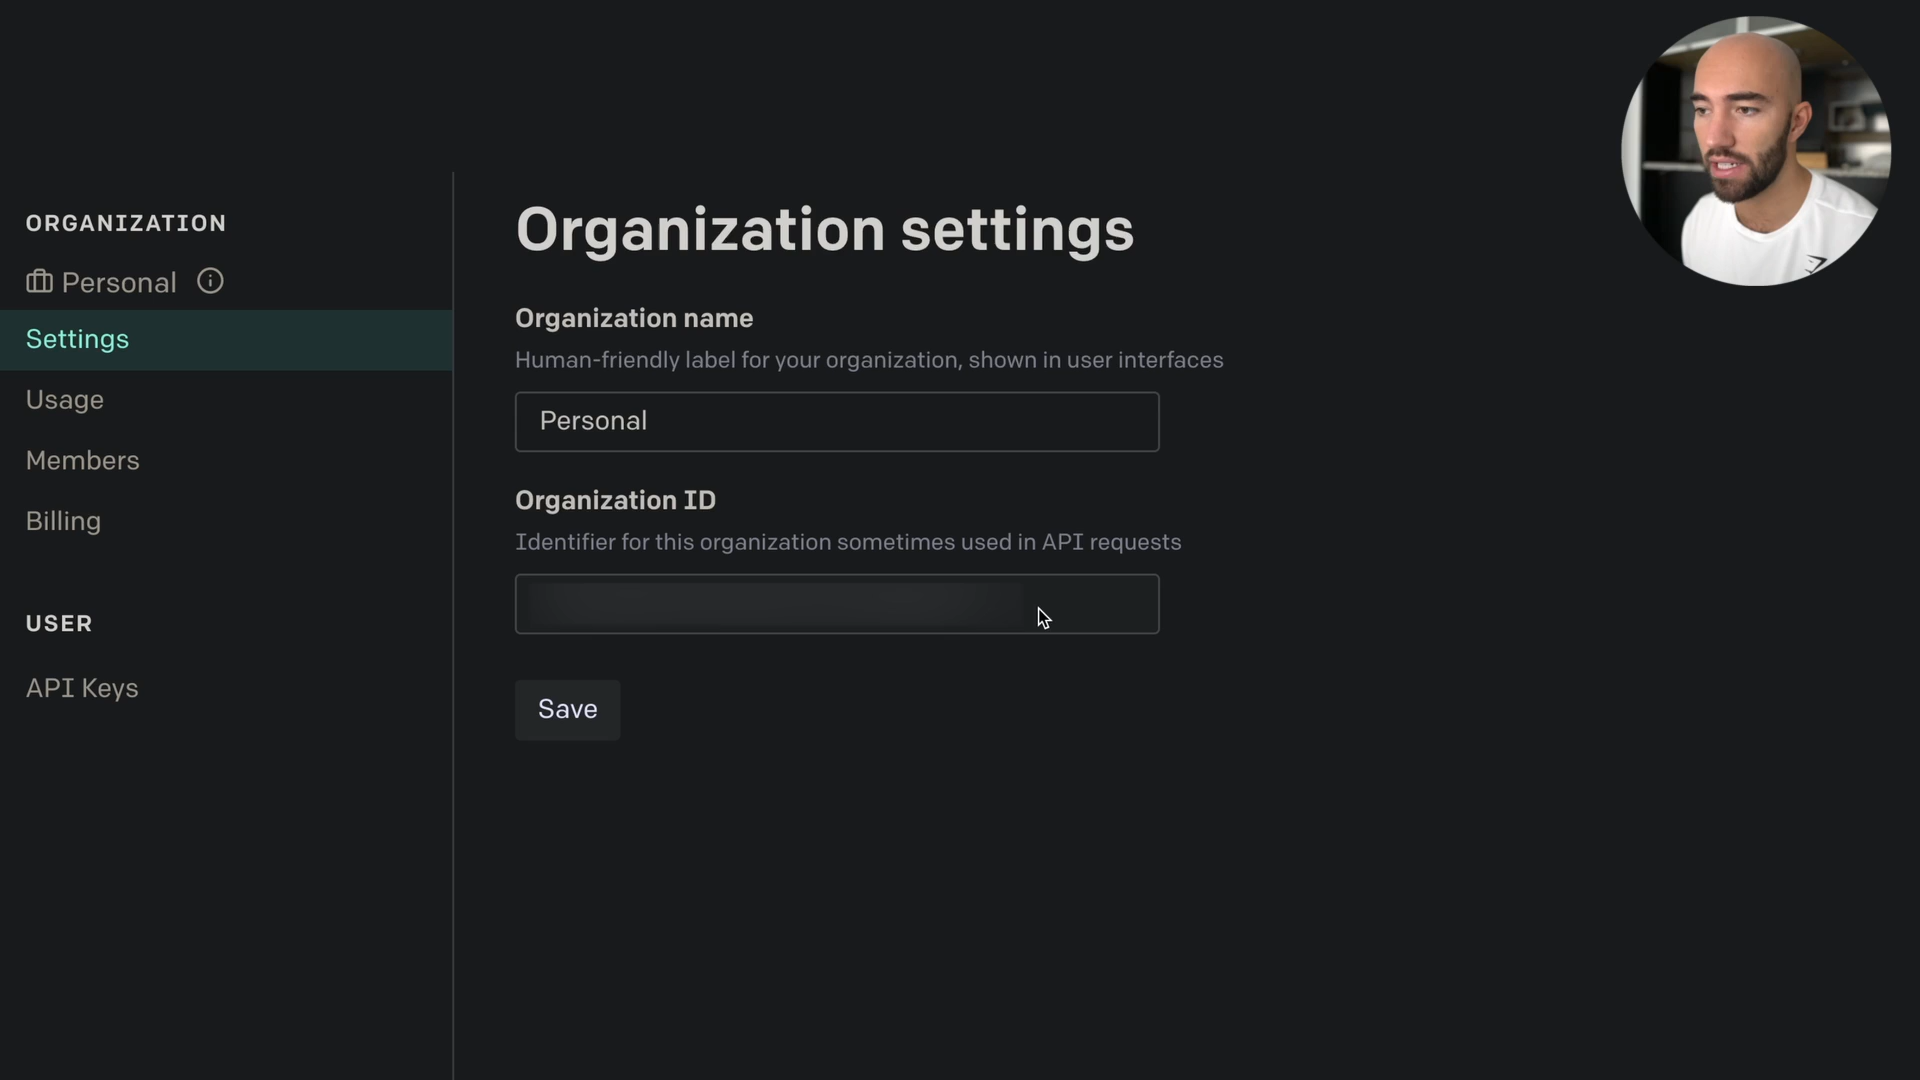 ORGANIZATION
Personal
Settings
Usage
Members
Billing
USER
API Keys
Organization settings
Organization name
Human-friendly label for your organization, shown in user interfaces
Personal
Organization ID
Identifier for this organization sometimes used in API requests
Save